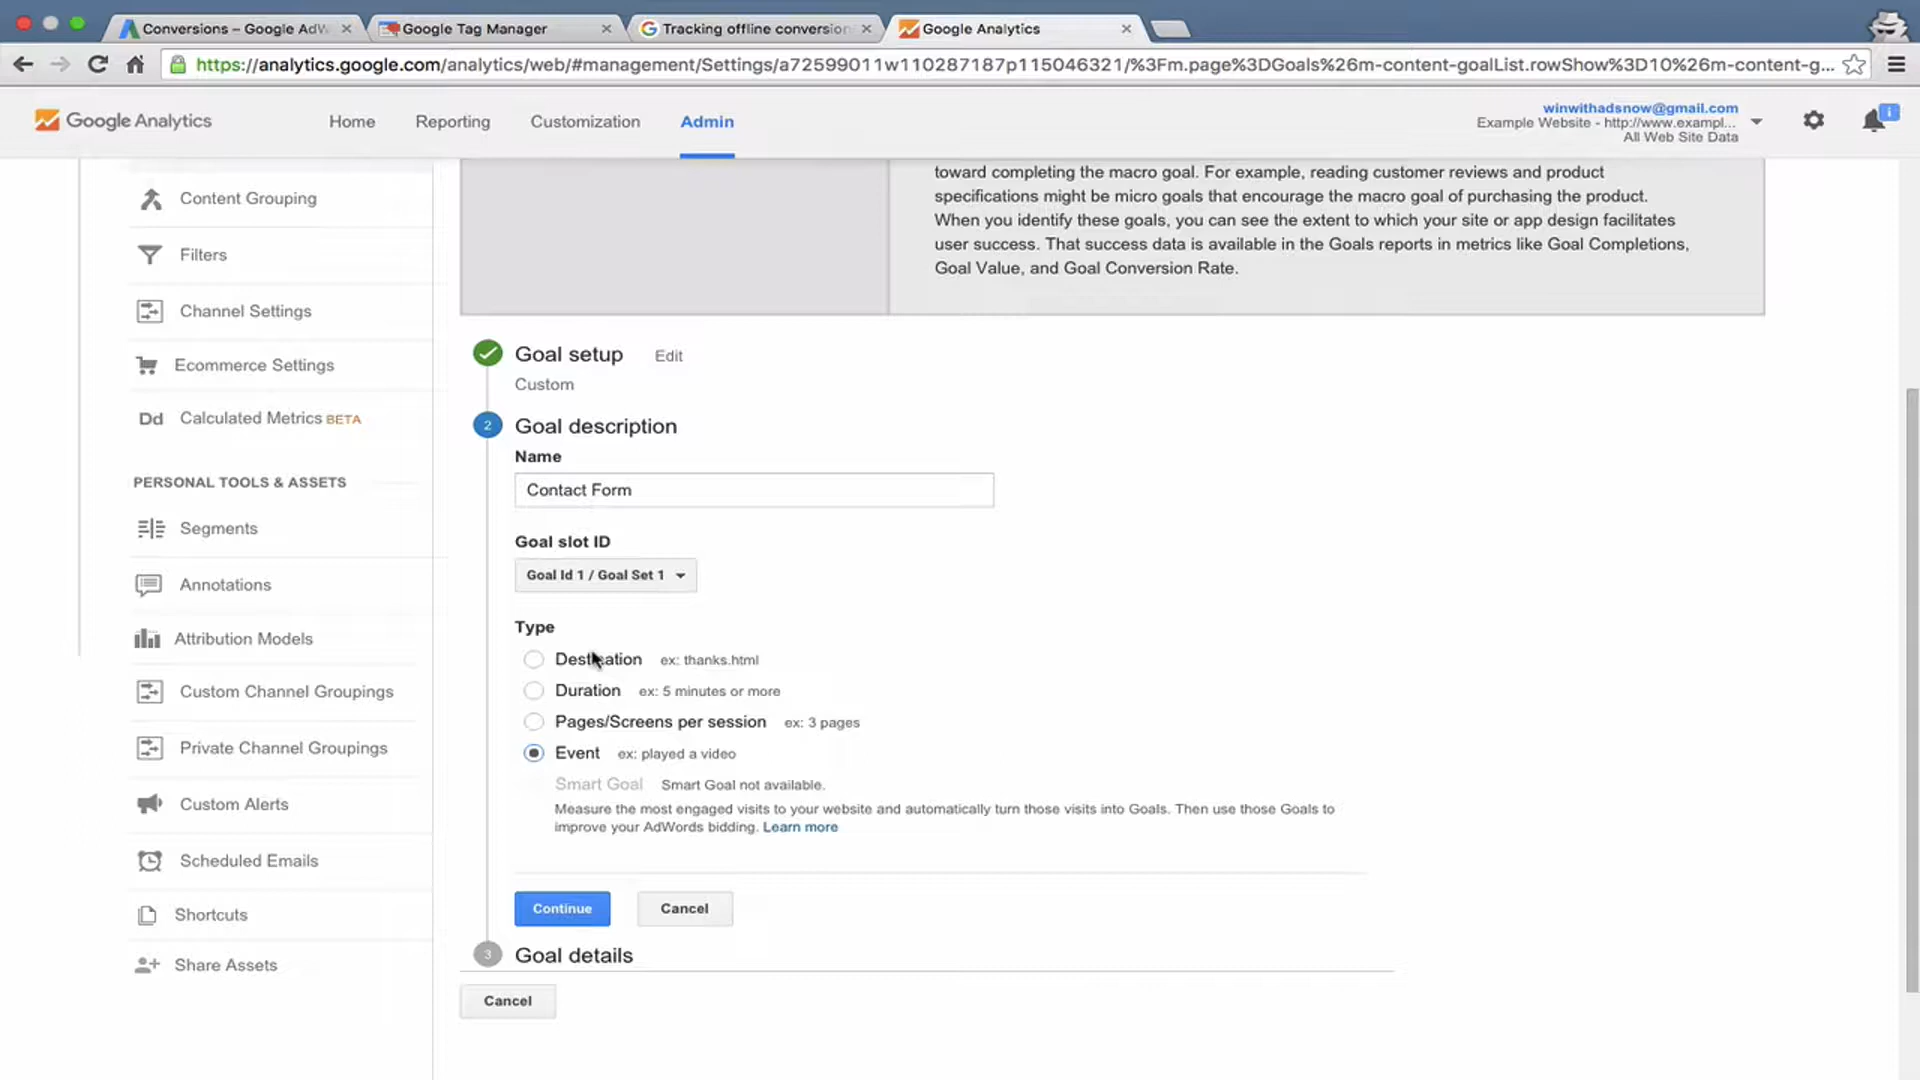 Conversions – Google AdW
Google Tag Manager
Tracking offline conversion
Google Analytics
https://analytics.google.com/analytics/web/#management/Settings/a72599011w110287187p115046321/%3Fm.page%3DGoals%26m-content-goalList.rowShow%3D10%26m-content-g...
Google Analytics
Home
Reporting
Customization
Admin
winwithadsnow@gmail.com
Example Website - http://www.exampl...
All Web Site Data
1
Content Grouping
Filters
Channel Settings
Ecommerce Settings
Dd Calculated Metrics BETA
PERSONAL TOOLS & ASSETS
Segments
Annotations
Attribution Models
Custom Channel Groupings
Private Channel Groupings
Custom Alerts
Scheduled Emails
Shortcuts
Share Assets
toward completing the macro goal. For example, reading customer reviews and product
specifications might be micro goals that encourage the macro goal of purchasing the product.
When you identify these goals, you can see the extent to which your site or app design facilitates
user success. That success data is available in the Goals reports in metrics like Goal Completions,
Goal Value, and Goal Conversion Rate.
Goal setup Edit
Custom
2 Goal description
Name
Contact Form
Goal slot ID
Goal Id 1 / Goal Set 1
Type
Destination ex: thanks.html
Duration ex: 5 minutes or more
Pages/Screens per session ex: 3 pages
Event ex: played a video
Smart Goal Smart Goal not available.
Measure the most engaged visits to your website and automatically turn those visits into Goals. Then use those Goals to
improve your AdWords bidding. Learn more
Continue Cancel
3 Goal details
Cancel